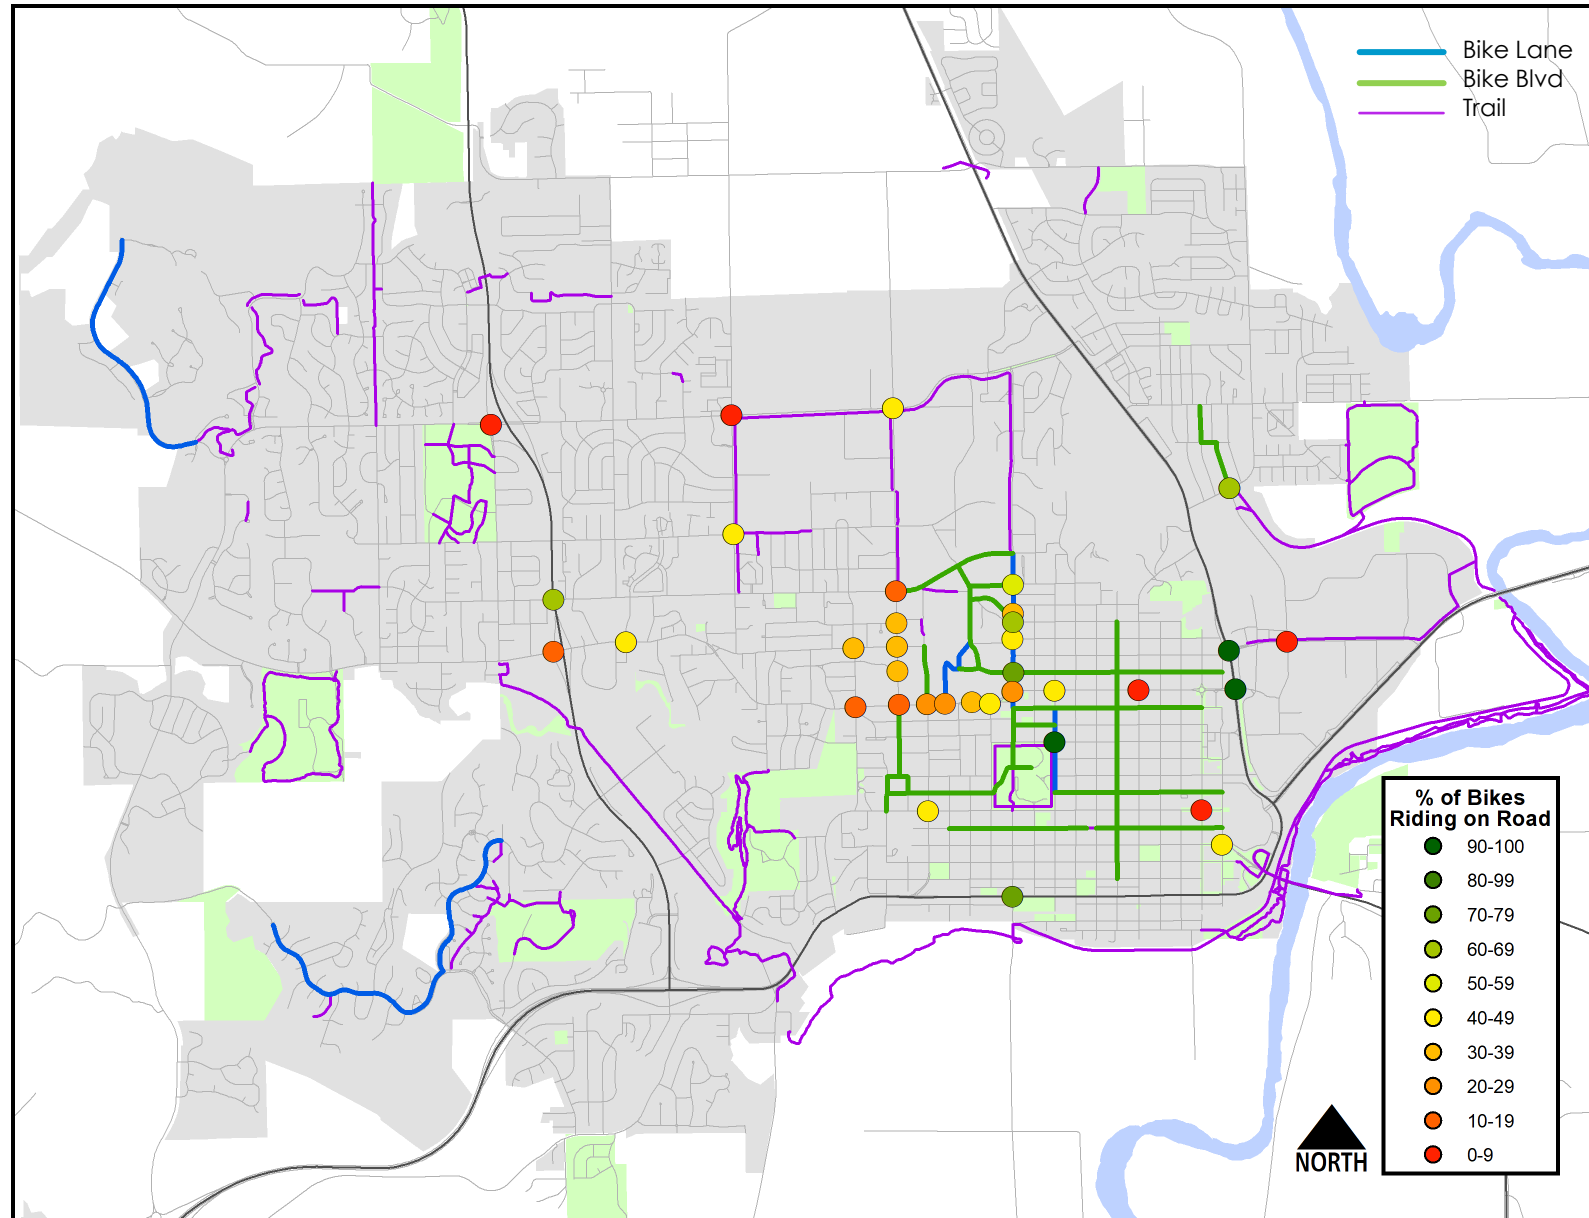 Bike Lane
Bike Blvd
Trail
% of Bikes
Riding on Road
90-100
80-99
70-79
60-69
50-59
40-49
30-39
20-29
10-19
0-9
NORTH